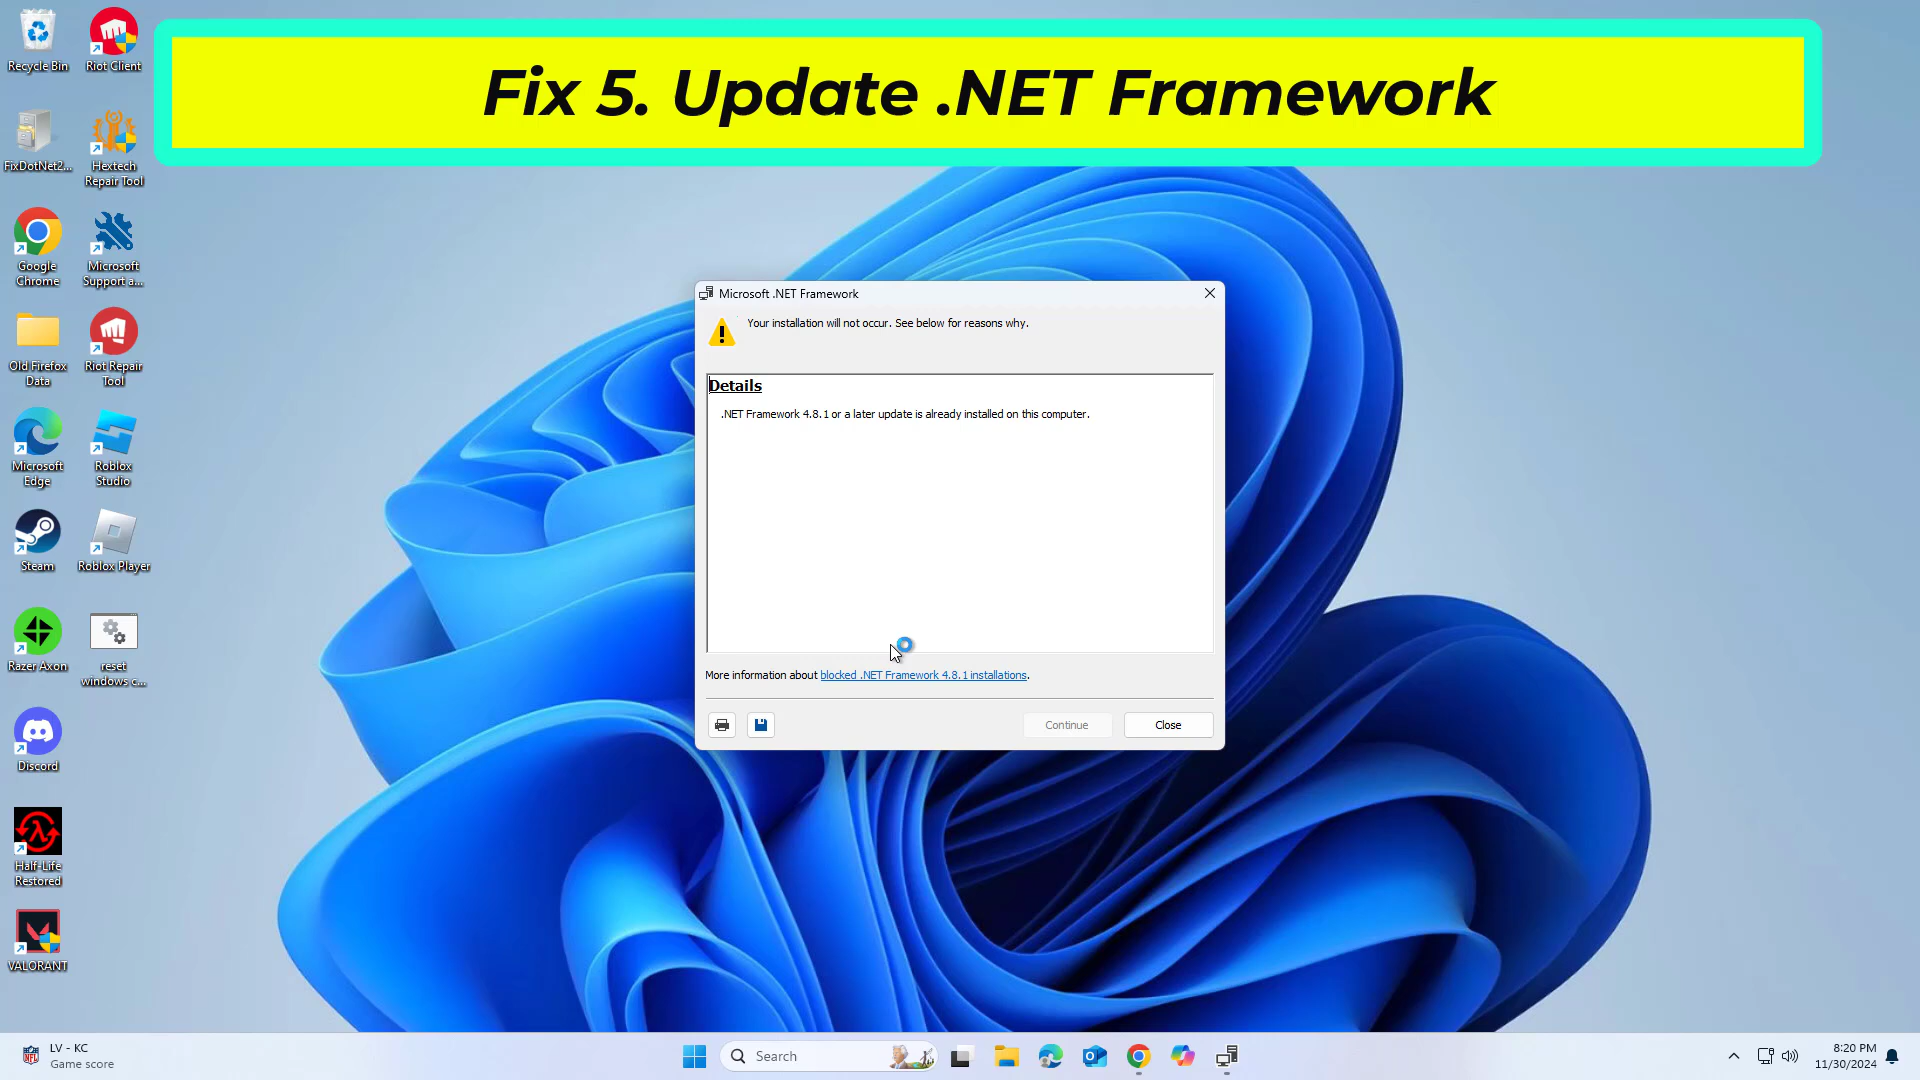 Fix 5. Update .NET Framework
Recycle Bin
Riot Client
FixDotNet2...
Hextech
Repair Tool
Google
Chrome
Microsoft
Support a...
Old Firefox
Data
Riot Repair
Tool
Microsoft
Edge
Roblox
Studio
Steam
Roblox Player
Razer Axon
reset
windows c...
Discord
Half-Life
Restored
VALORANT
Microsoft .NET Framework
Your installation will not occur. See below for reasons why.
Details
.NET Framework 4.8.1 or a later update is already installed on this computer.
More information about blocked .NET Framework 4.8.1 installations.
Continue
Close
LV - KC
Game score
Search
8:20 PM
11/30/2024